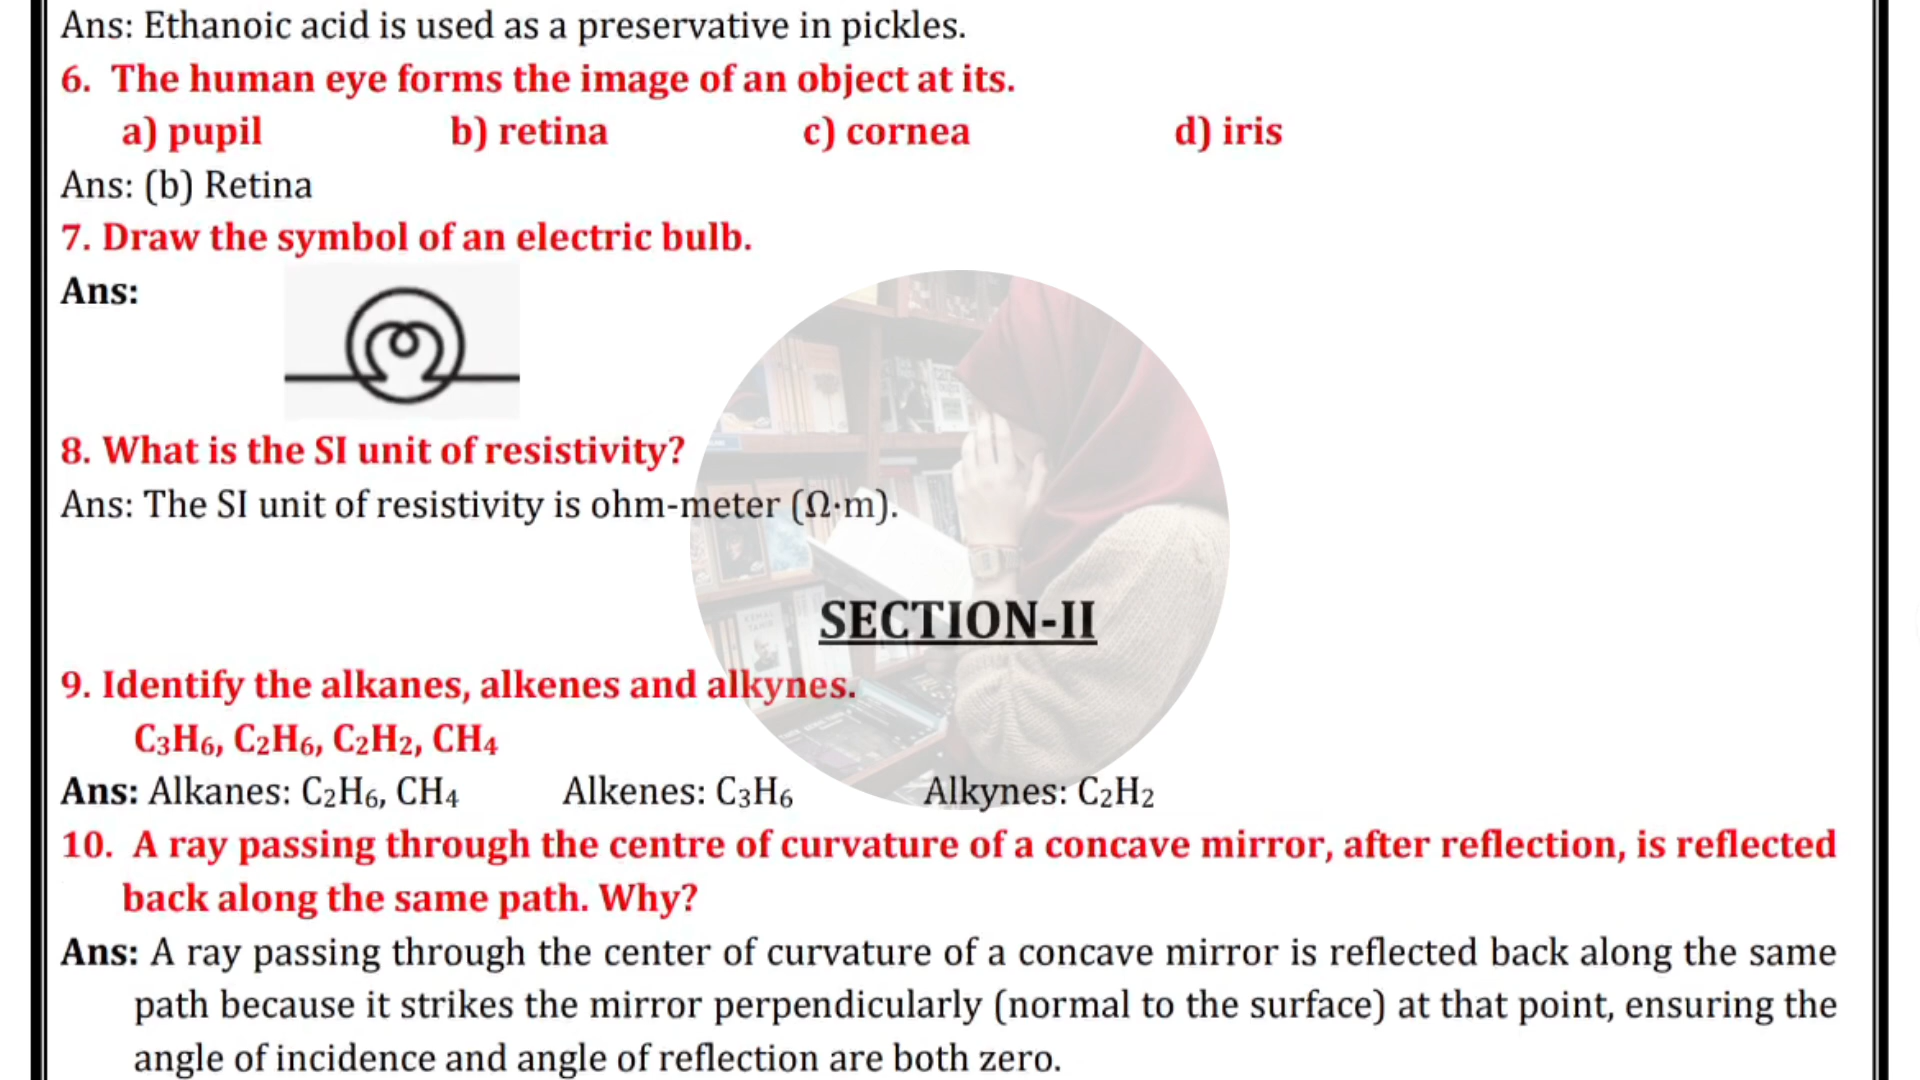 Ans: Ethanoic acid is used as a preservative in pickles.
6. The human eye forms the image of an object at its.
a) pupil b) retina c) cornea d) iris
Ans: (b) Retina
7. Draw the symbol of an electric bulb.
Ans:
8. What is the SI unit of resistivity?
Ans: The SI unit of resistivity is ohm-meter (Ω·m).
SECTION-II
9. Identify the alkanes, alkenes and alkynes.
C₃H₆, C₂H₆, C₂H₂, CH₄
Ans: Alkanes: C₂H₆, CH₄ Alkenes: C₃H₆ Alkynes: C₂H₂
10. A ray passing through the centre of curvature of a concave mirror, after reflection, is reflected
back along the same path. Why?
Ans: A ray passing through the center of curvature of a concave mirror is reflected back along the same
path because it strikes the mirror perpendicularly (normal to the surface) at that point, ensuring the
angle of incidence and angle of reflection are both zero.